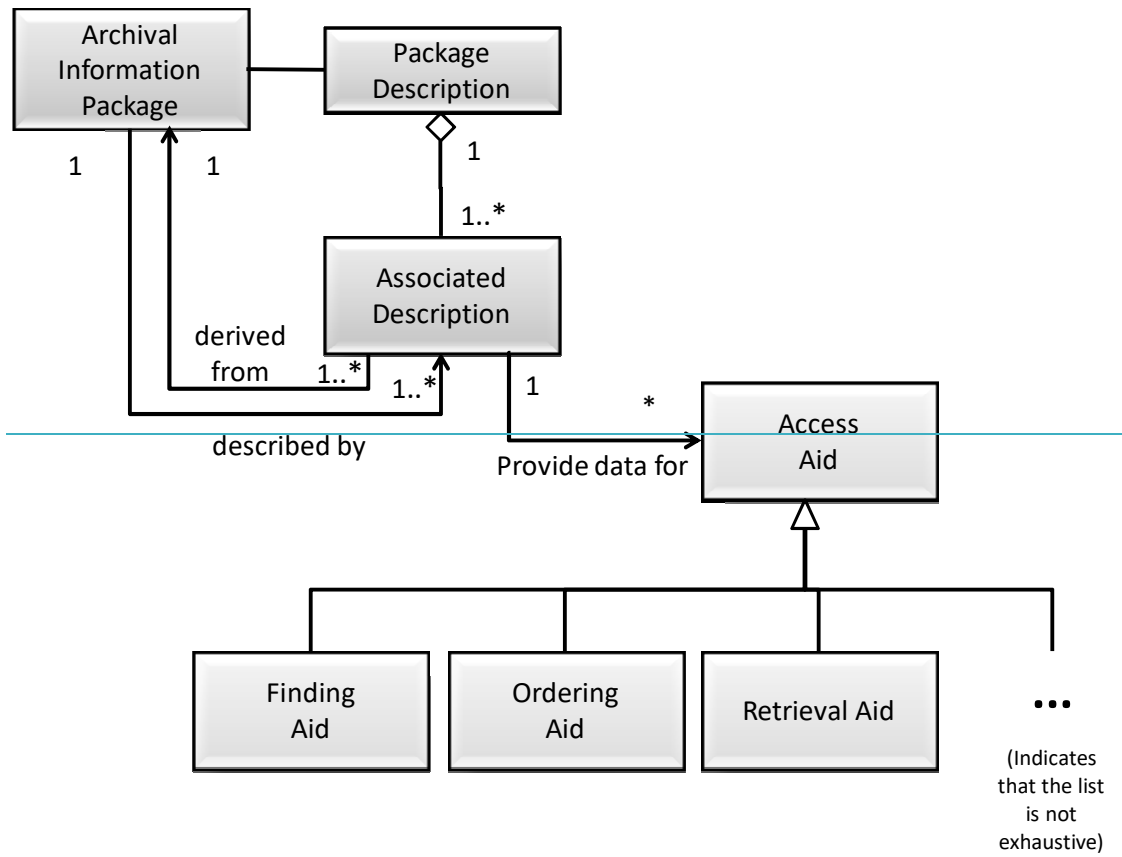 Archival
Information
Package
Package
Description
1
1
1
1..*
Associated
Description
derived
from
1..*
1..*
1
*
described by
Provide data for
Access
Aid
Finding
Aid
Ordering
Aid
Retrieval Aid
...
(Indicates
that the list
is not
exhaustive)